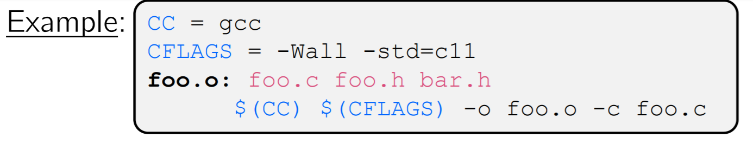 Example: CC = gcc
CFLAGS = -Wall -std=c11
foo.o: foo.c foo.h bar.h
$(CC) $(CFLAGS) -o foo.o -c foo.c